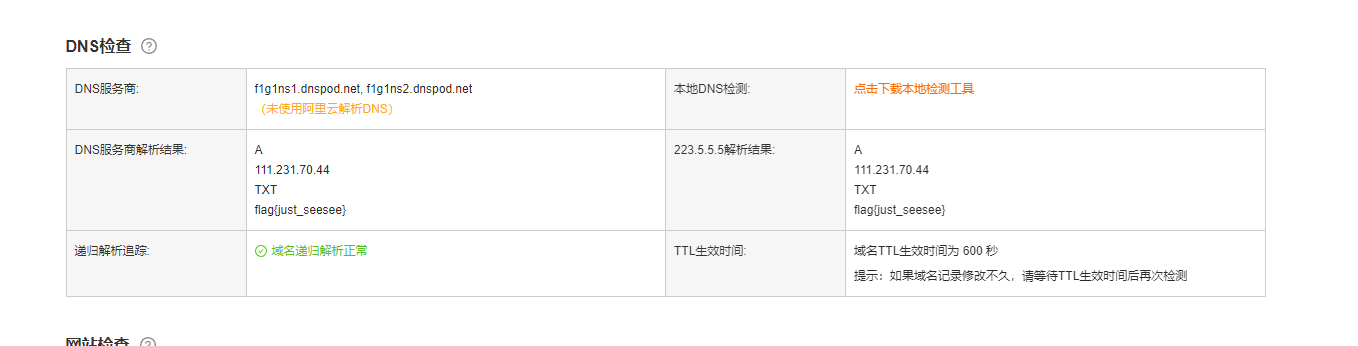 DNS检查 ?
DNS服务商:
f1g1ns1.dnspod.net, f1g1ns2.dnspod.net
（未使用阿里云解析DNS）
本地DNS检测:
点击下载本地检测工具
DNS服务商解析结果:
A
111.231.70.44
TXT
flag{just_seesee}
223.5.5.5解析结果:
A
111.231.70.44
TXT
flag{just_seesee}
递归解析追踪:
域名递归解析正常
TTL生效时间:
域名TTL生效时间为 600 秒
提示：如果域名记录修改不久，请等待TTL生效时间后再次检测
网站检查 ?